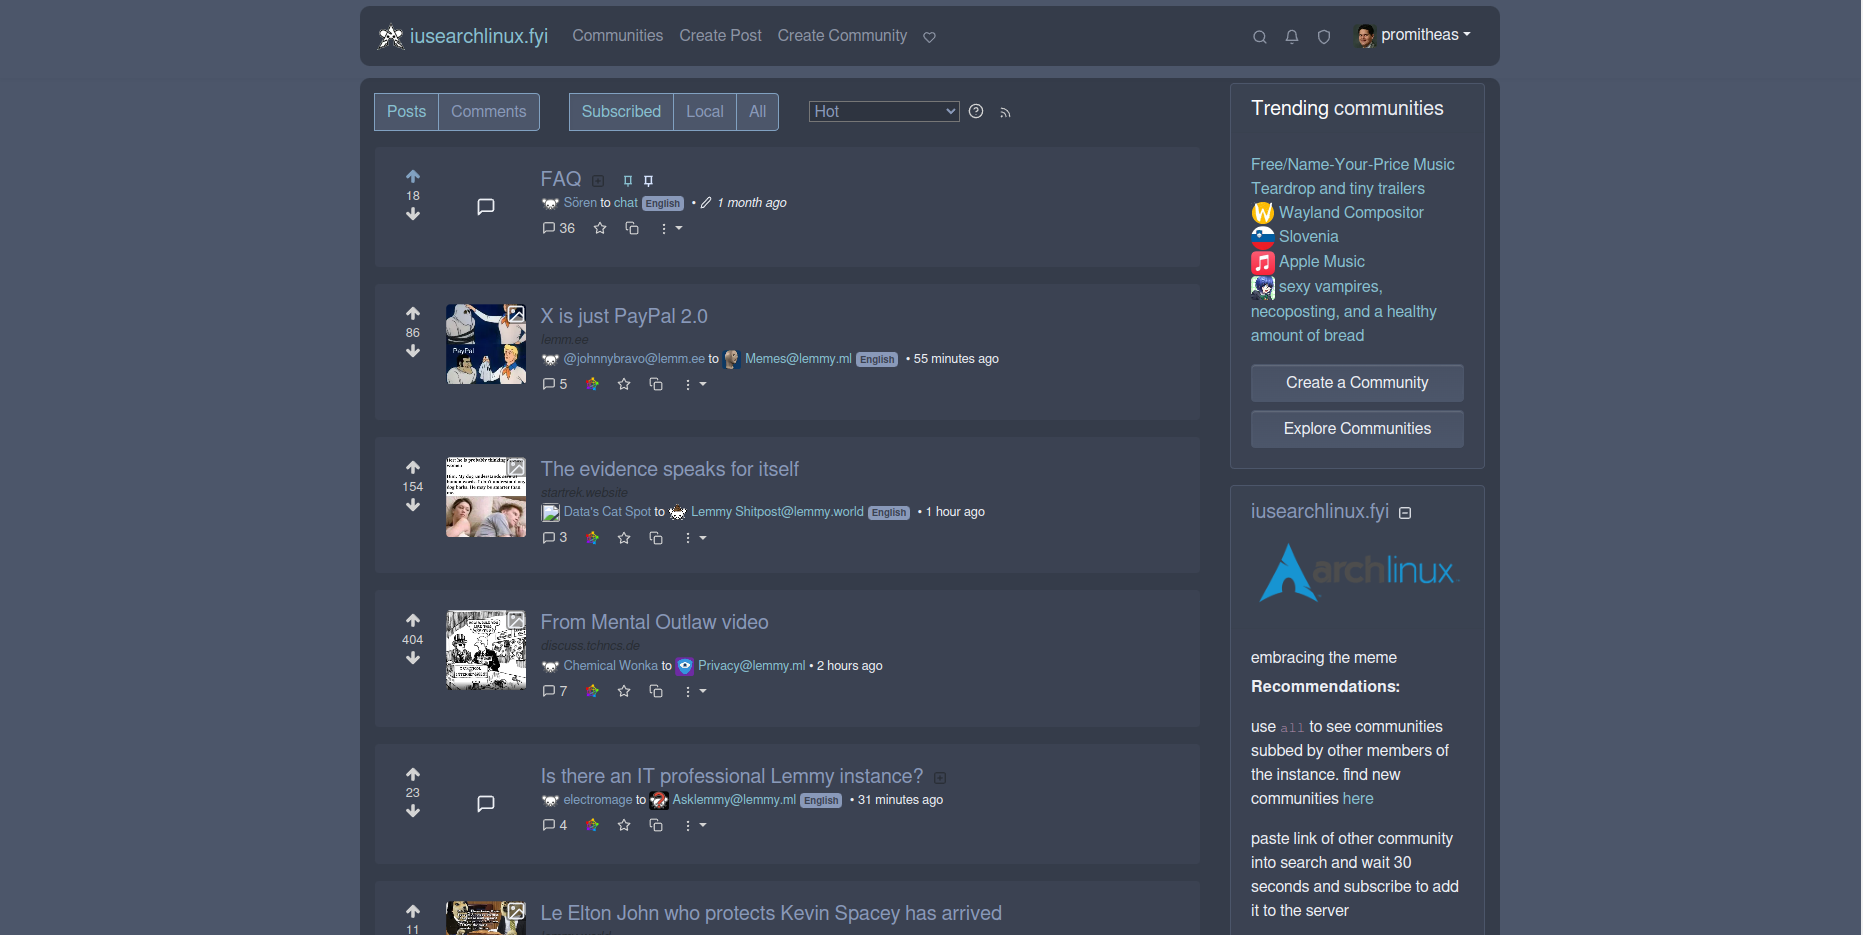 iusearchlinux.fyi Communities Create Post Create Community promitheas
Posts Comments Subscribed Local All Hot
FAQ
Sören to chat English • 1 month ago
18
36
X is just PayPal 2.0
lemm.ee
@johnnybravo@lemm.ee to Memes@lemmy.ml English • 55 minutes ago
86
PayPal
5
The evidence speaks for itself
startrek.website
Data's Cat Spot to Lemmy Shitpost@lemmy.world English • 1 hour ago
154
3
From Mental Outlaw video
discuss.tchncs.de
Chemical Wonka to Privacy@lemmy.ml • 2 hours ago
404
7
Is there an IT professional Lemmy instance?
electromage to Asklemmy@lemmy.ml English • 31 minutes ago
23
4
Le Elton John who protects Kevin Spacey has arrived
11
Trending communities
Free/Name-Your-Price Music
Teardrop and tiny trailers
Wayland Compositor
Slovenia
Apple Music
sexy vampires,
necoposting, and a healthy
amount of bread
Create a Community
Explore Communities
iusearchlinux.fyi
archlinux
embracing the meme
Recommendations:
use all to see communities
subbed by other members of
the instance. find new
communities here
paste link of other community
into search and wait 30
seconds and subscribe to add
it to the server